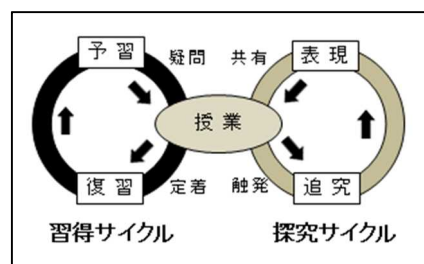 予習 疑問 共有 表現
授業
復習 定着 触発 追究
習得サイクル 探究サイクル